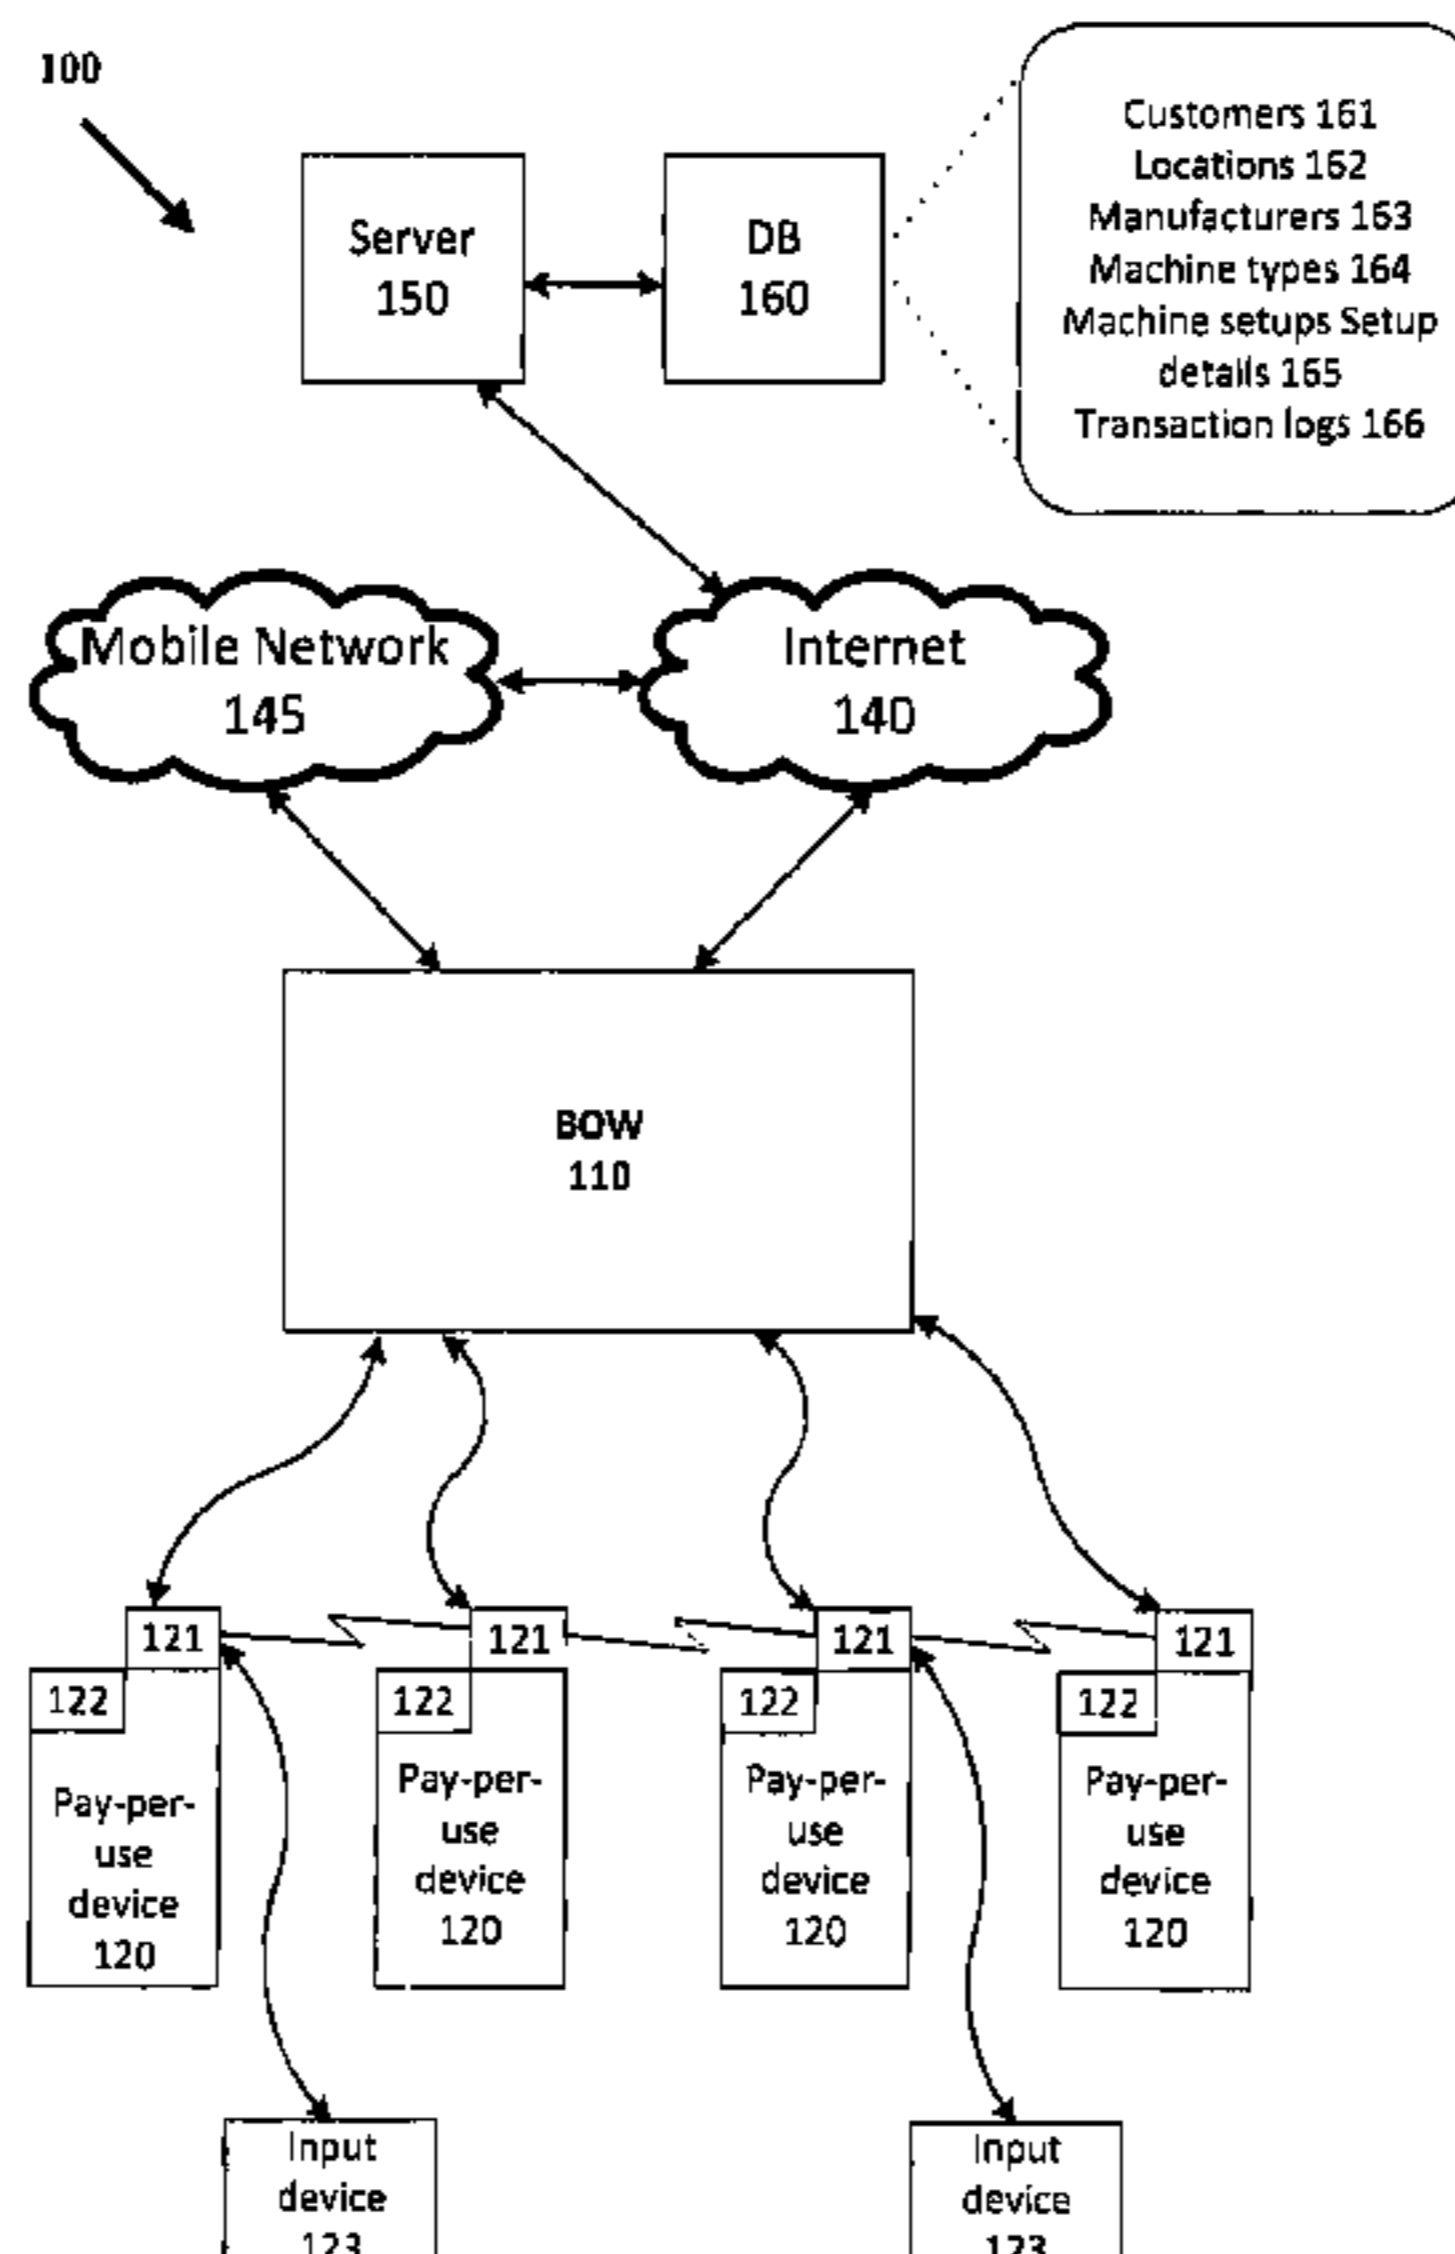 100
Server
150
DB
160
Customers 161
Locations 162
Manufacturers 163
Machine types 164
Machine setups Setup
details 165
Transaction logs 166
Mobile Network
145
Internet
140
BOW
110
121
121
121
121
122
122
122
122
Pay-per-
use
device
120
Pay-per-
use
device
120
Pay-per-
use
device
120
Pay-per-
use
device
120
Input
device
123
Input
device
123